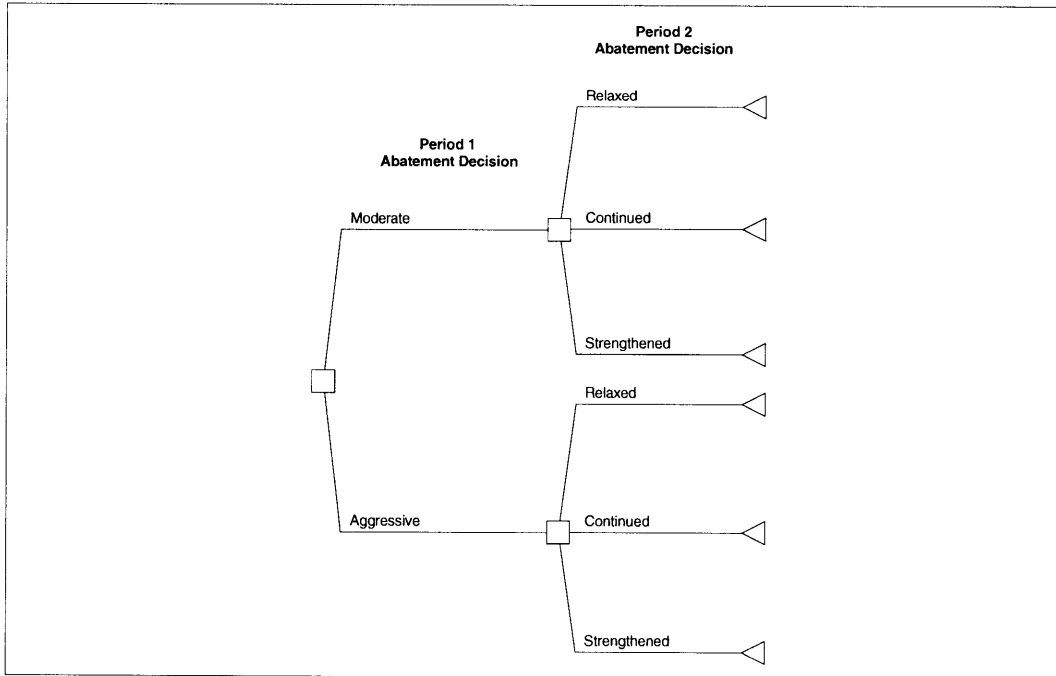 Period 2
Abatement Decision
Relaxed
Period 1
Abatement Decision
Moderate
Continued
Strengthened
Relaxed
Aggressive
Continued
Strengthened